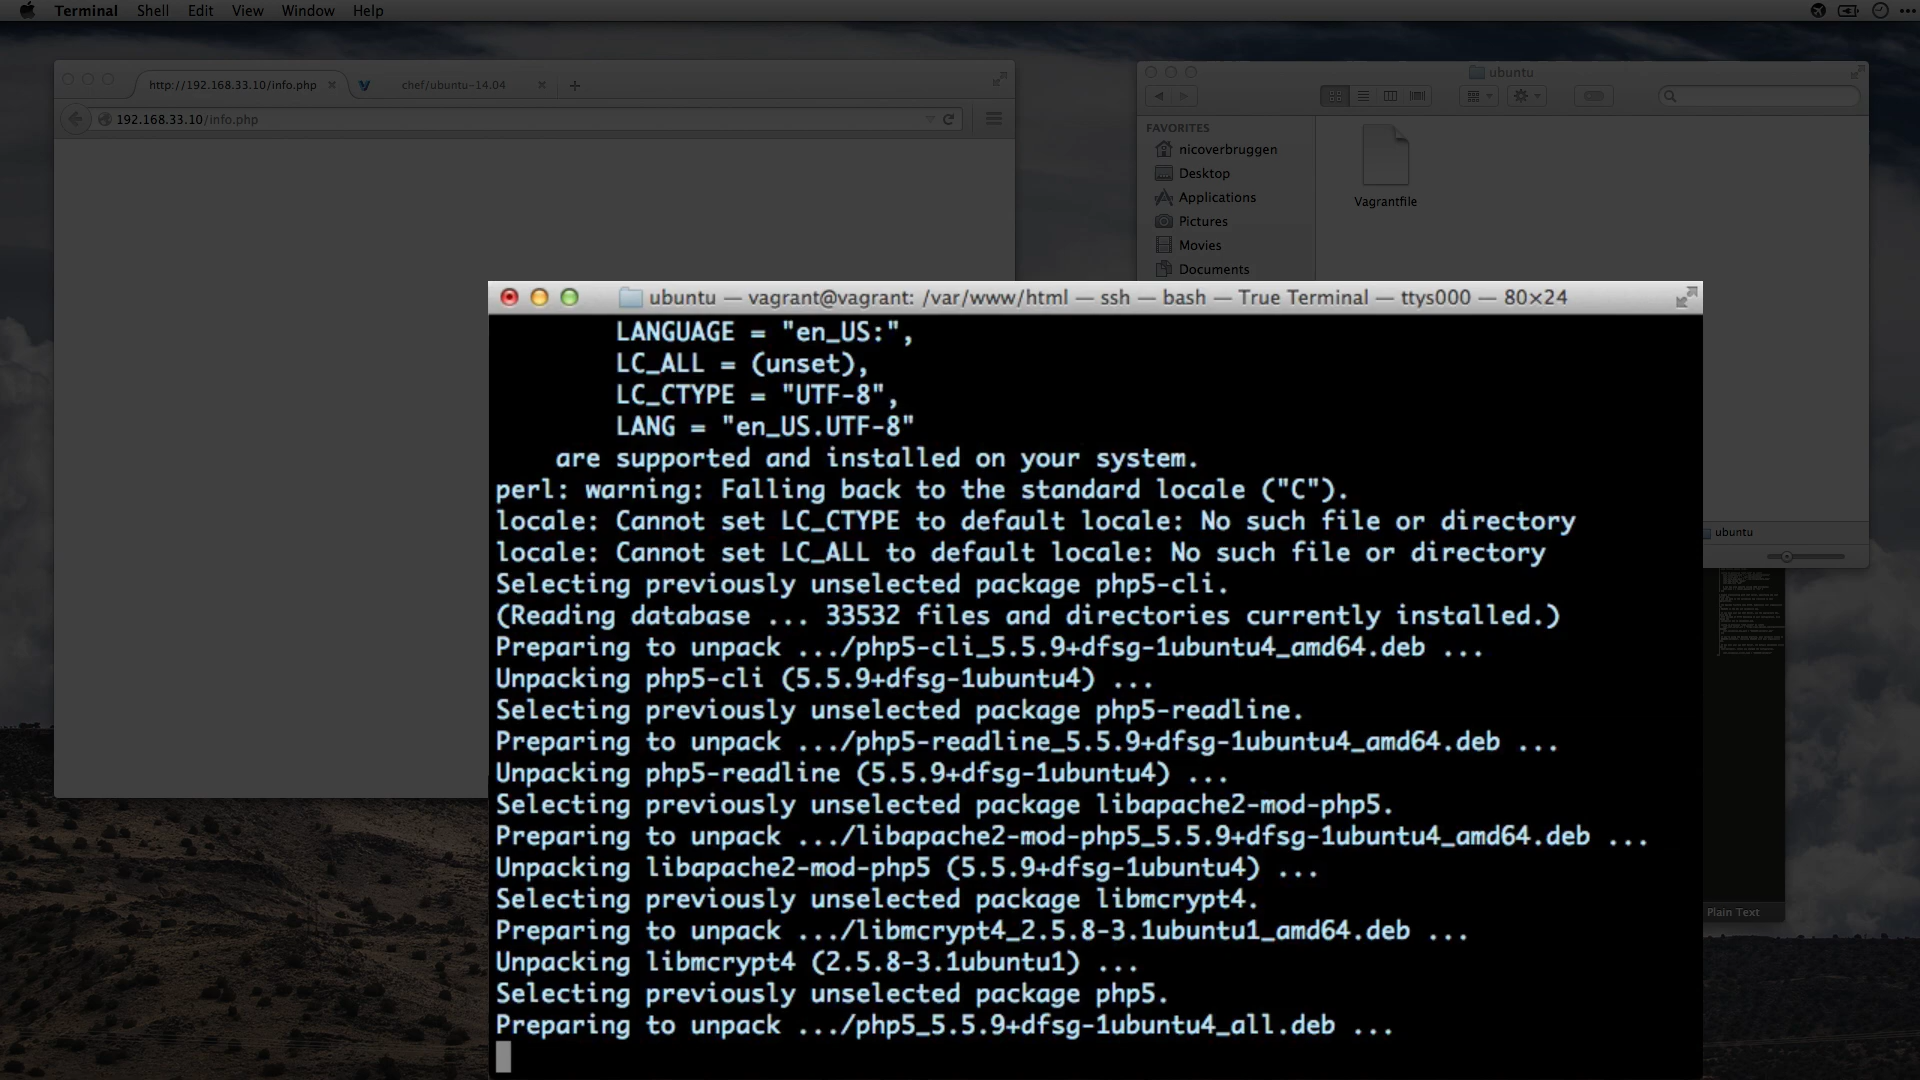 Terminal Shell Edit View Window Help
http://192.168.33.10/info.php
chef/ubuntu-14.04
192.168.33.10/info.php
ubuntu
FAVORITES
nicoverbruggen
Desktop
Applications
Pictures
Movies
Documents
Vagrantfile
ubuntu
Plain Text
ubuntu — vagrant@vagrant: /var/www/html — ssh — bash — True Terminal — ttys000 — 80×24
LANGUAGE = "en_US:",
LC_ALL = (unset),
LC_CTYPE = "UTF-8",
LANG = "en_US.UTF-8"
are supported and installed on your system.
perl: warning: Falling back to the standard locale ("C").
locale: Cannot set LC_CTYPE to default locale: No such file or directory
locale: Cannot set LC_ALL to default locale: No such file or directory
Selecting previously unselected package php5-cli.
(Reading database ... 33532 files and directories currently installed.)
Preparing to unpack .../php5-cli_5.5.9+dfsg-1ubuntu4_amd64.deb ...
Unpacking php5-cli (5.5.9+dfsg-1ubuntu4) ...
Selecting previously unselected package php5-readline.
Preparing to unpack .../php5-readline_5.5.9+dfsg-1ubuntu4_amd64.deb ...
Unpacking php5-readline (5.5.9+dfsg-1ubuntu4) ...
Selecting previously unselected package libapache2-mod-php5.
Preparing to unpack .../libapache2-mod-php5_5.5.9+dfsg-1ubuntu4_amd64.deb ...
Unpacking libapache2-mod-php5 (5.5.9+dfsg-1ubuntu4) ...
Selecting previously unselected package libmcrypt4.
Preparing to unpack .../libmcrypt4_2.5.8-3.1ubuntu1_amd64.deb ...
Unpacking libmcrypt4 (2.5.8-3.1ubuntu1) ...
Selecting previously unselected package php5.
Preparing to unpack .../php5_5.5.9+dfsg-1ubuntu4_all.deb ...